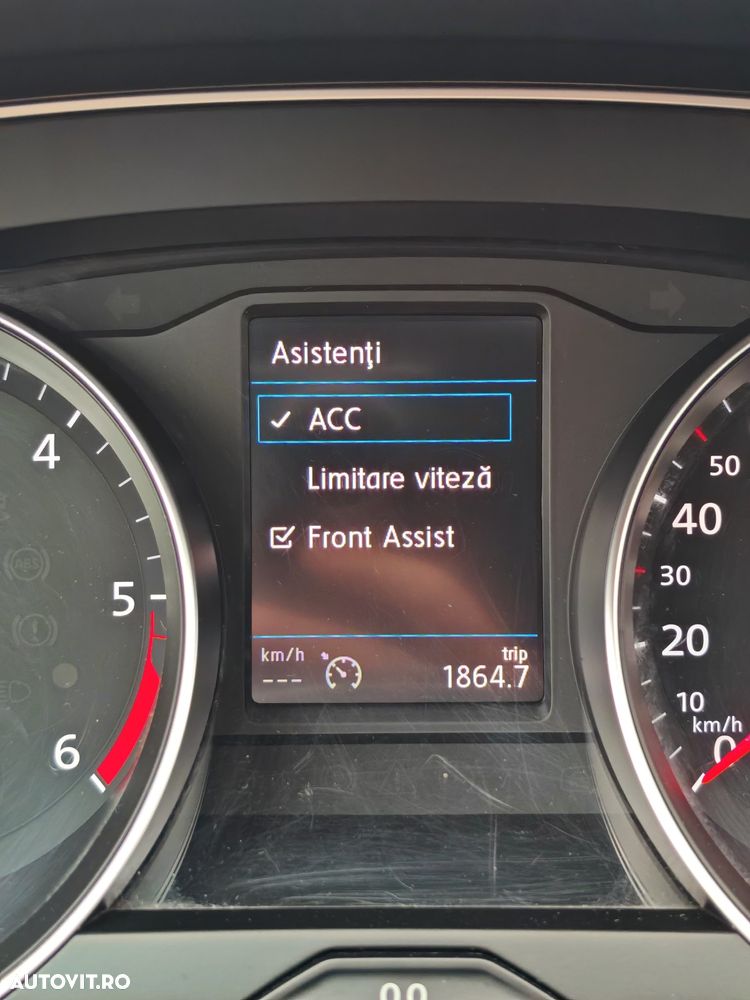 Asistenţi
ACC
Limitare viteză
Front Assist
km/h
---
trip
1864.7
4
5
6
ABS
50
40
30
20
10
km/h
0
AUTOVIT.RO